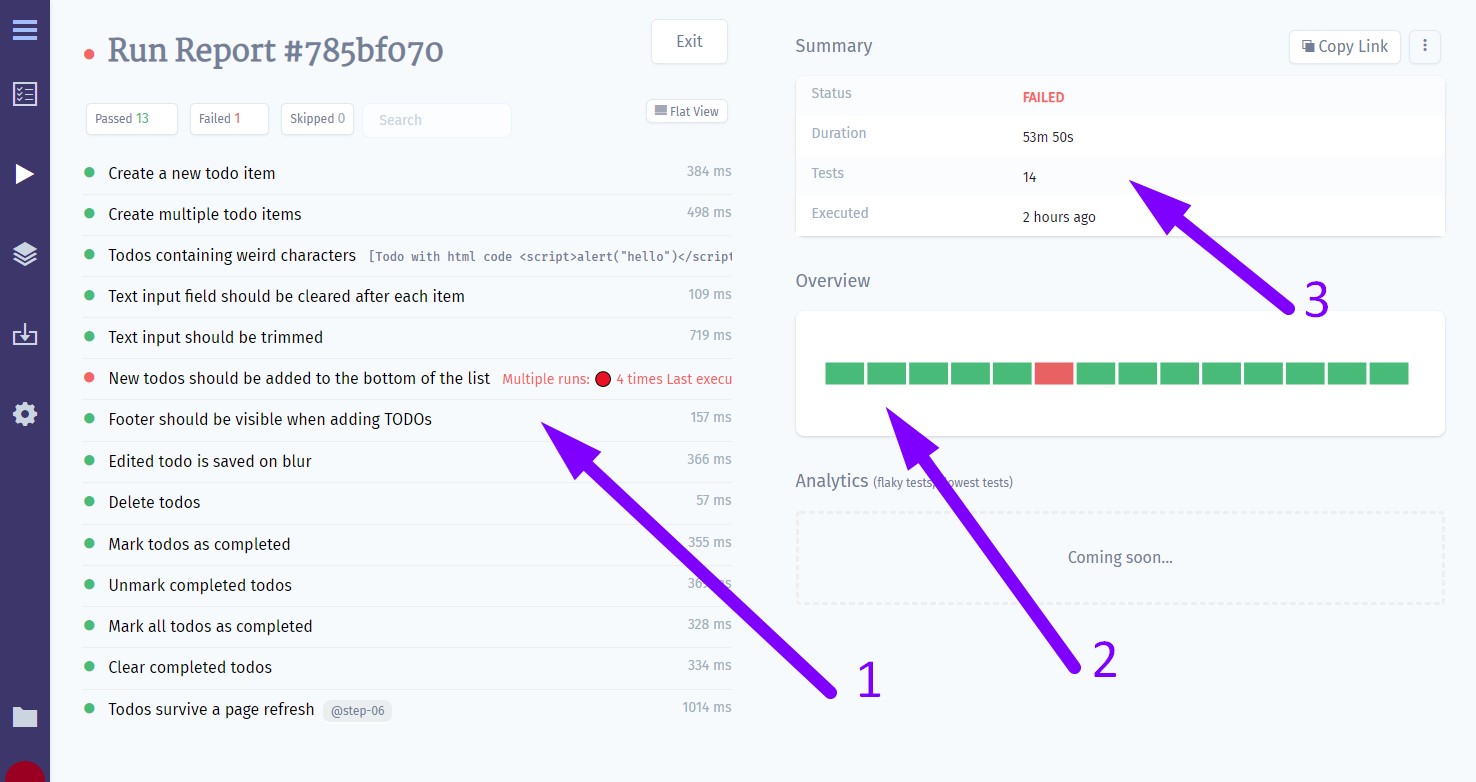 Run Report #785bf070
Exit
Passed 13 Failed 1 Skipped 0 Search Flat View
Create a new todo item 384 ms
Create multiple todo items 498 ms
Todos containing weird characters [Todo with html code <script>alert("hello")</script
Text input field should be cleared after each item 109 ms
Text input should be trimmed 719 ms
New todos should be added to the bottom of the list Multiple runs: 4 times Last execu
Footer should be visible when adding TODOs 157 ms
Edited todo is saved on blur 366 ms
Delete todos 57 ms
Mark todos as completed 355 ms
Unmark completed todos ms
Mark all todos as completed 328 ms
Clear completed todos 334 ms
Todos survive a page refresh @step-06 1014 ms
Summary Copy Link
Status FAILED
Duration 53m 50s
Tests 14
Executed 2 hours ago
3
Overview
Analytics (flaky tests, lowest tests)
Coming soon...
1
2